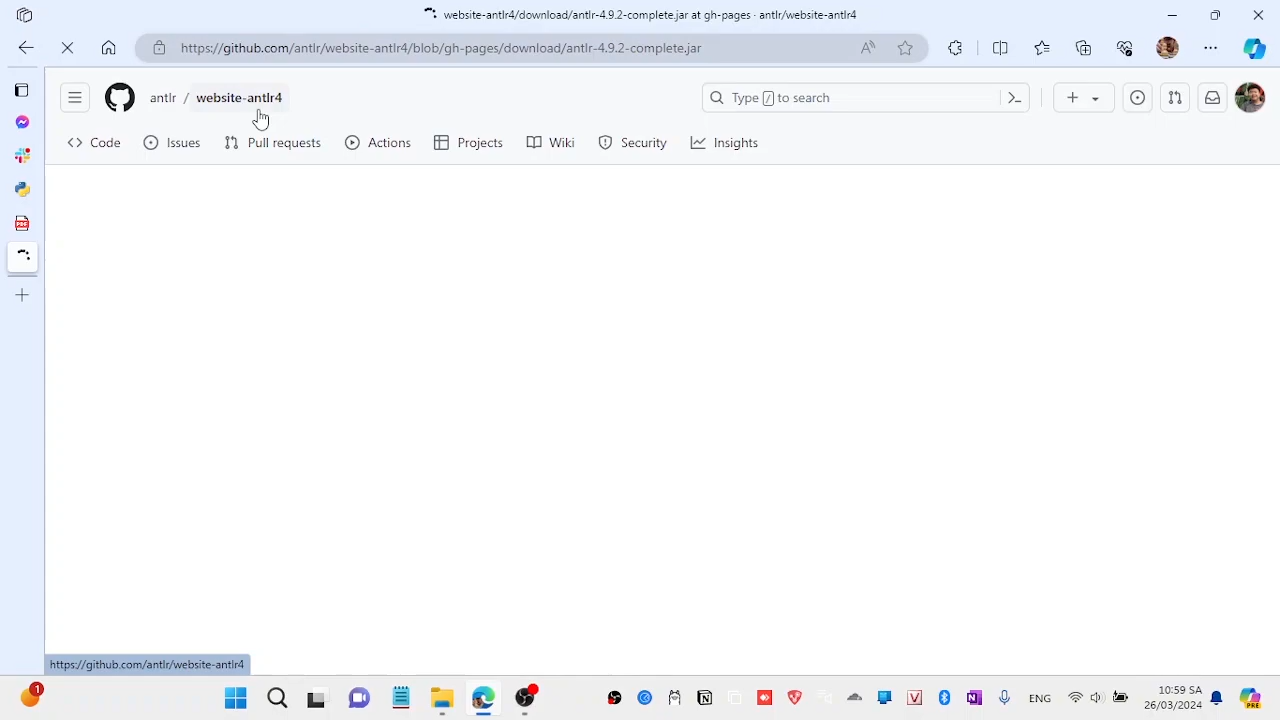 website-antlr4/download/antlr-4.9.2-complete.jar at gh-pages · antlr/website-antlr4
https://github.com/antlr/website-antlr4/blob/gh-pages/download/antlr-4.9.2-complete.jar
antlr / website-antlr4
Type / to search
Code Issues Pull requests Actions Projects Wiki Security Insights
PDF
https://github.com/antlr/website-antlr4
1
ENG
10:59 SA
26/03/2024
PRE